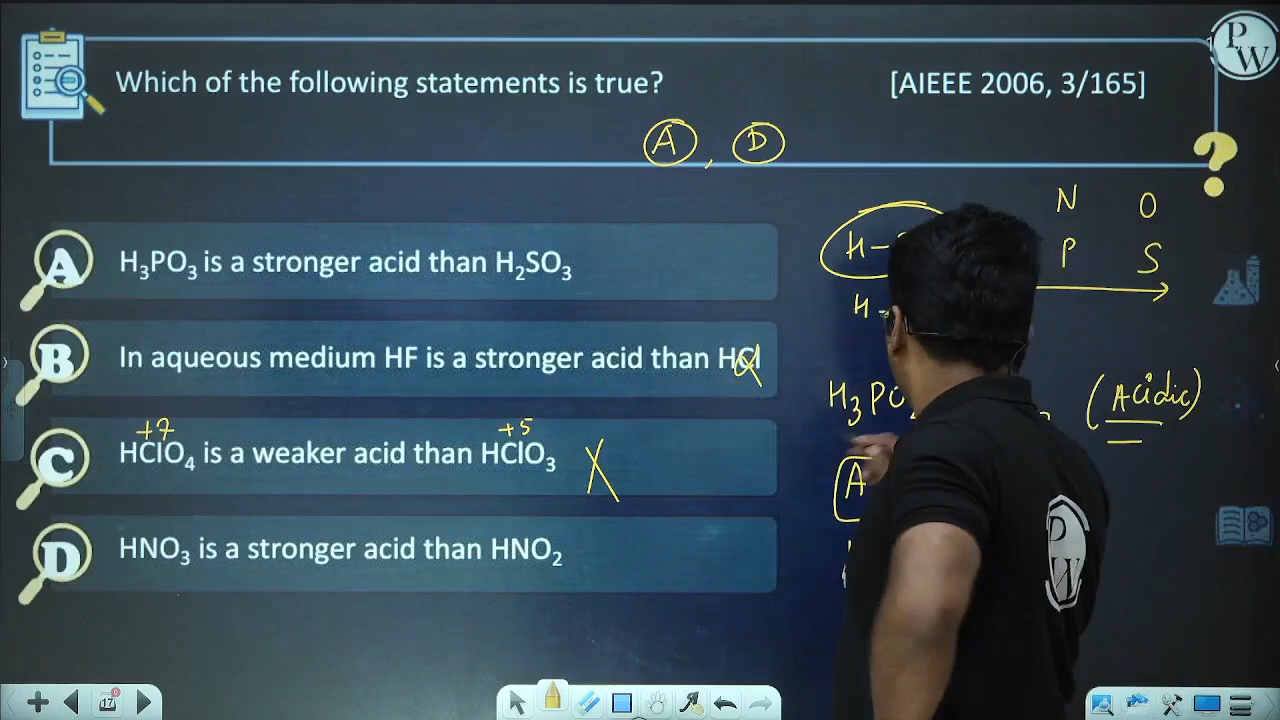 Which of the following statements is true? [AIEEE 2006, 3/165]
P
W
A , D
N O
H–
P S
A H₃PO₃ is a stronger acid than H₂SO₃
H–
B In aqueous medium HF is a stronger acid than HCl
H₃PO (Acidic)
+7 +5
C HClO₄ is a weaker acid than HClO₃ X
A
D HNO₃ is a stronger acid than HNO₂
P
W
17